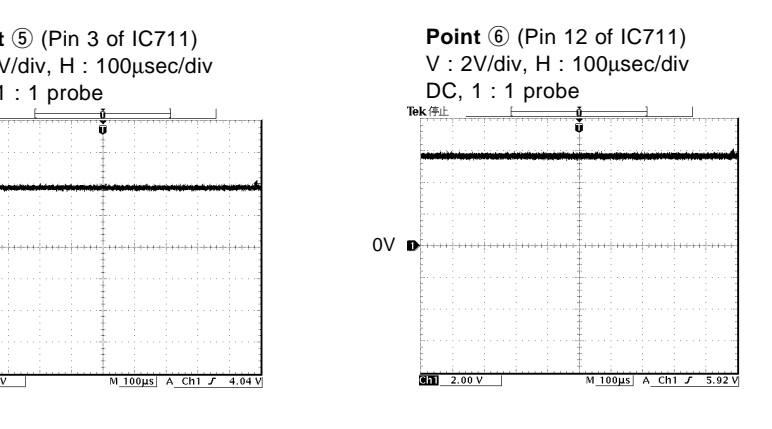 t ⑤ (Pin 3 of IC711)
V/div, H : 100μsec/div
1 : 1 probe
T
M 100μs A Ch1 4.04 V
Point ⑥ (Pin 12 of IC711)
V : 2V/div, H : 100μsec/div
DC, 1 : 1 probe
Tek 停止
T
0V 1
Ch1 2.00 V M 100μs A Ch1 5.92 V